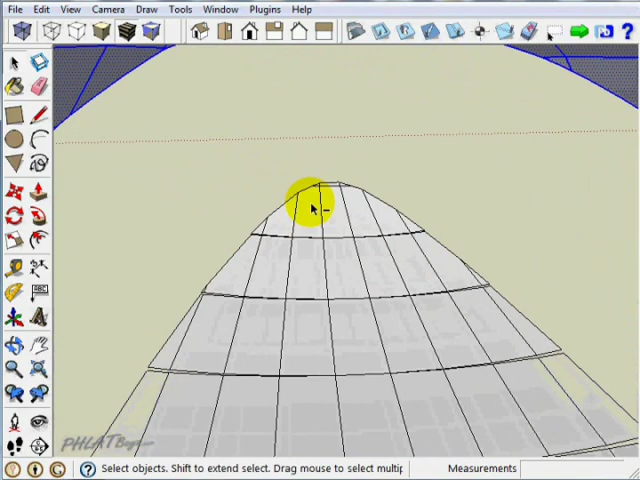 File Edit View Camera Draw Tools Window Plugins Help
PHLATBoys
Select objects. Shift to extend select. Drag mouse to select multip
Measurements